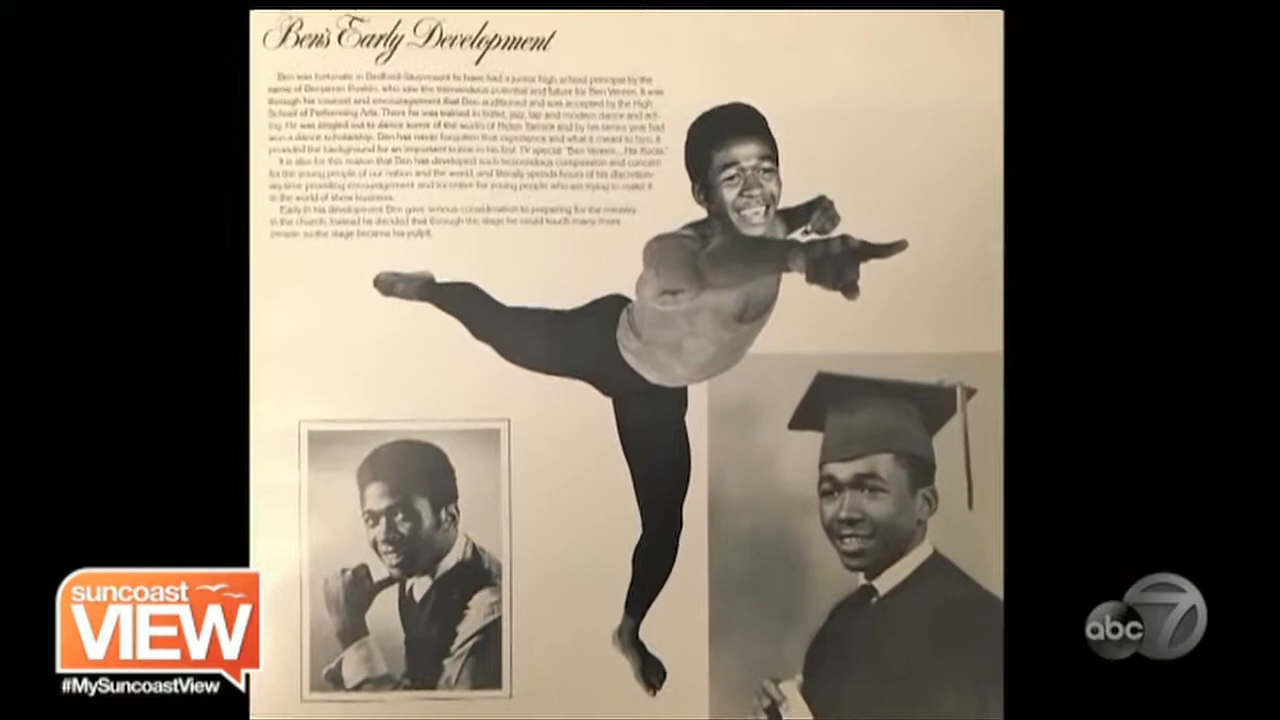 Ben's Early Development
Ben was fortunate in Bedford-Stuyvesant to have had a junior high school principal by the
name of Benjamin who saw the tremendous potential and future for Ben Vereen. It was
through his counsel and encouragement that Ben auditioned and was accepted by the High
School of Performing Arts. There he was trained in ballet, jazz, tap and modern dance and act-
ing. He was singled out to dance some of the works of Helen Tamiris and by his senior year had
won a dance scholarship. Ben has never forgotten that experience and what it meant to him. It
provided the background for an important scene in his first TV special "Ben Vereen... His Roots."
It is also for this reason that Ben has developed such tremendous compassion and concern
for the young people of our nation and the world, and literally spends hours of his discretion-
ary time providing encouragement and incentive for young people who are trying to make it
in the world of show business.
Early in his development Ben gave serious consideration to preparing for the ministry
in the church. Instead he decided that through the stage he could touch many more
people so the stage became his pulpit.
suncoast
VIEW
#MySuncoastView
abc 7